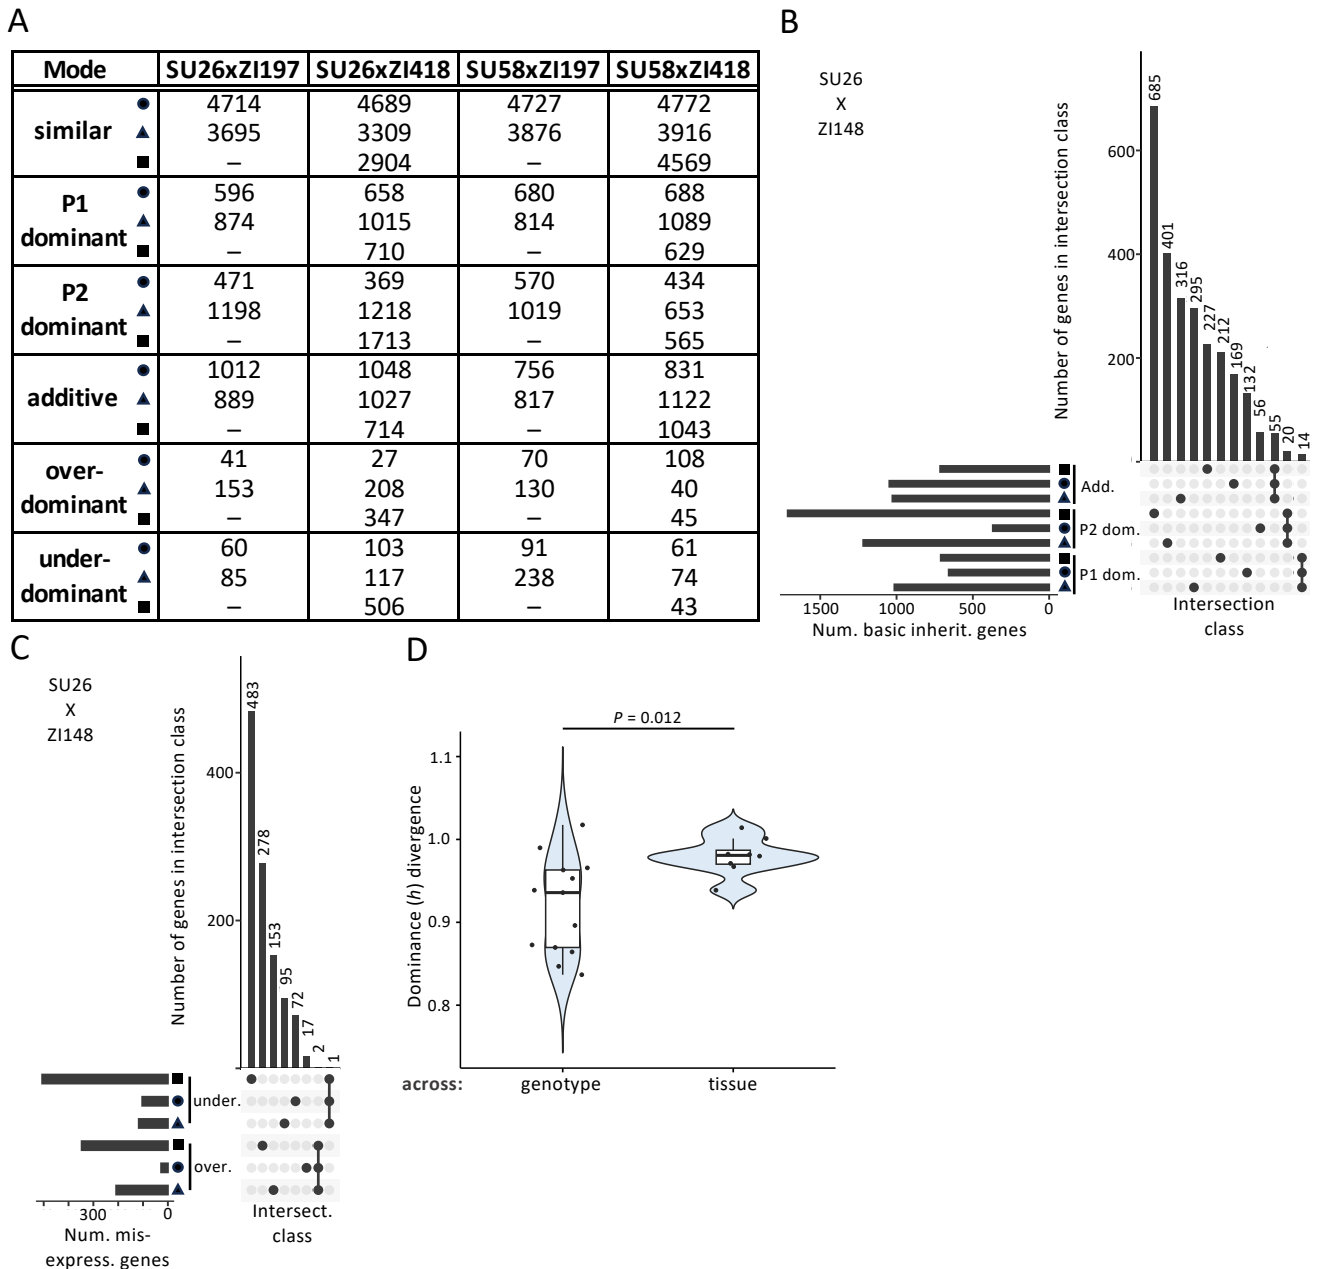 A
Mode SU26xZI197 SU26xZI418 SU58xZI197 SU58xZI418
similar
4714 4689 4727 4772
3695 3309 3876 3916
– 2904 – 4569
P1
dominant
596 658 680 688
874 1015 814 1089
– 710 – 629
P2
dominant
471 369 570 434
1198 1218 1019 653
– 1713 – 565
additive
1012 1048 756 831
889 1027 817 1122
– 714 – 1043
over-
dominant
41 27 70 108
153 208 130 40
– 347 – 45
under-
dominant
60 103 91 61
85 117 238 74
– 506 – 43
B
SU26
X
ZI148
Number of genes in intersection class
600
400
200
685
401
316
295
227
212
169
132
56
55
20
14
Add.
P2 dom.
P1 dom.
1500 1000 500 0
Num. basic inherit. genes
Intersection
class
C
SU26
X
ZI148
Number of genes in intersection class
400
200
483
278
153
95
72
17
2
1
under.
over.
300 0
Num. mis-
express. genes
Intersect.
class
D
P = 0.012
Dominance (h) divergence
1.1
1.0
0.9
0.8
across: genotype tissue